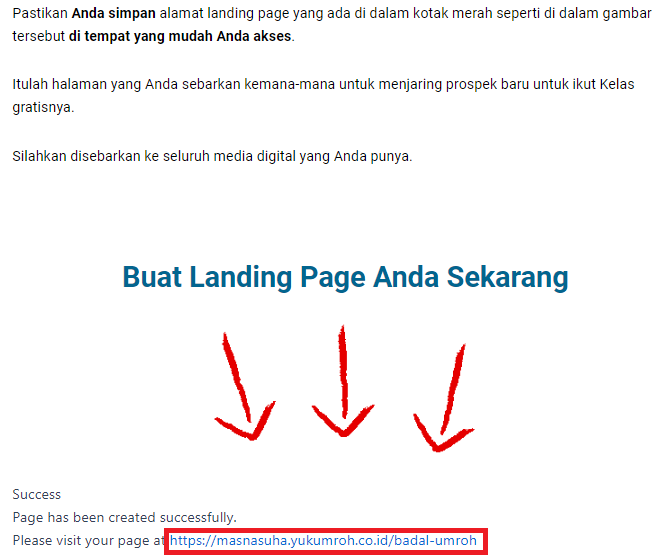 Pastikan Anda simpan alamat landing page yang ada di dalam kotak merah seperti di dalam gambar
tersebut di tempat yang mudah Anda akses.
Itulah halaman yang Anda sebarkan kemana-mana untuk menjaring prospek baru untuk ikut Kelas
gratisnya.
Silahkan disebarkan ke seluruh media digital yang Anda punya.
Buat Landing Page Anda Sekarang
Success
Page has been created successfully.
Please visit your page at https://masnasuha.yukumroh.co.id/badal-umroh